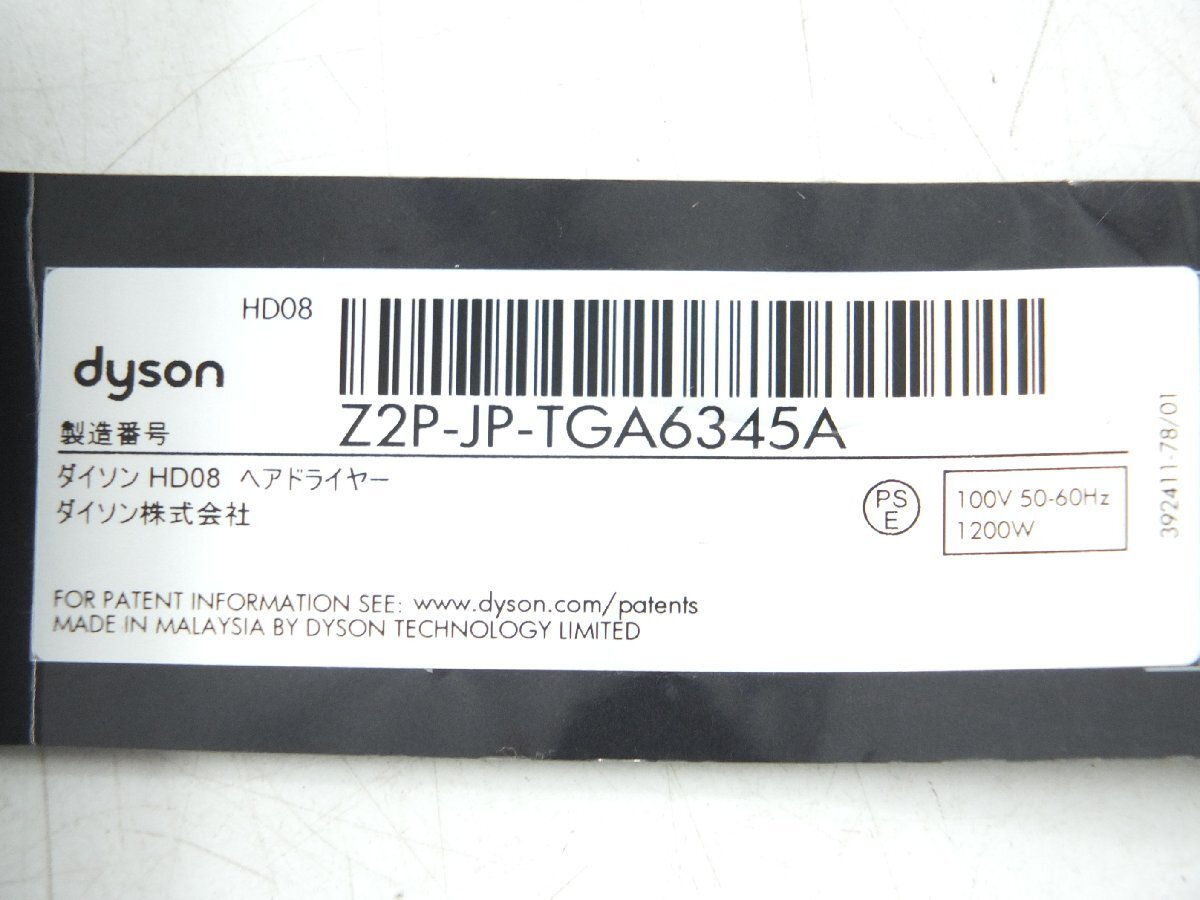 HD08
dyson
製造番号 Z2P-JP-TGA6345A
ダイソン HD08 ヘアドライヤー
ダイソン株式会社
PS
E
100V 50-60Hz
1200W
392411-78/01
FOR PATENT INFORMATION SEE: www.dyson.com/patents
MADE IN MALAYSIA BY DYSON TECHNOLOGY LIMITED